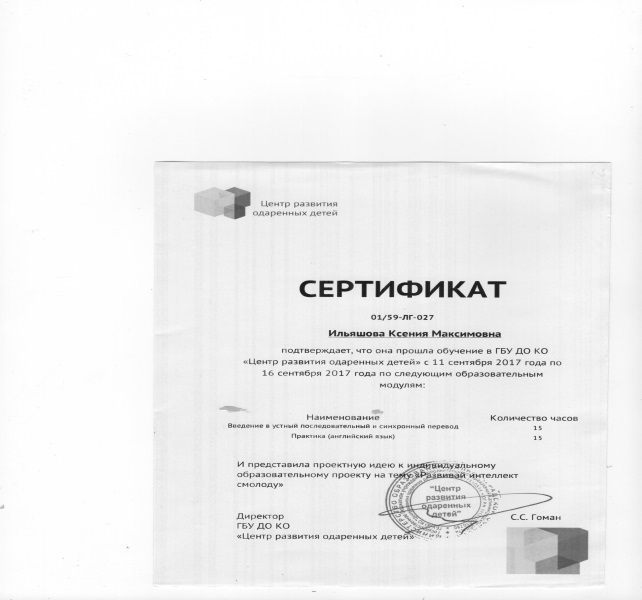 Центр развития
одаренных детей
СЕРТИФИКАТ
01/59-ЛГ-027
Ильяшова Ксения Максимовна
подтверждает, что она прошла обучение в ГБУ ДО КО
«Центр развития одаренных детей» с 11 сентября 2017 года по
16 сентября 2017 года по следующим образовательным
модулям:
Наименование Количество часов
Введение в устный последовательный и синхронный перевод 15
Практика (английский язык) 15
И представила проектную идею к индивидуальному
образовательному проекту на тему «Развивай интеллект
смолоду»
"Центр
развития
одаренных
детей"
Директор
ГБУ ДО КО
«Центр развития одаренных детей»
С.С. Гоман